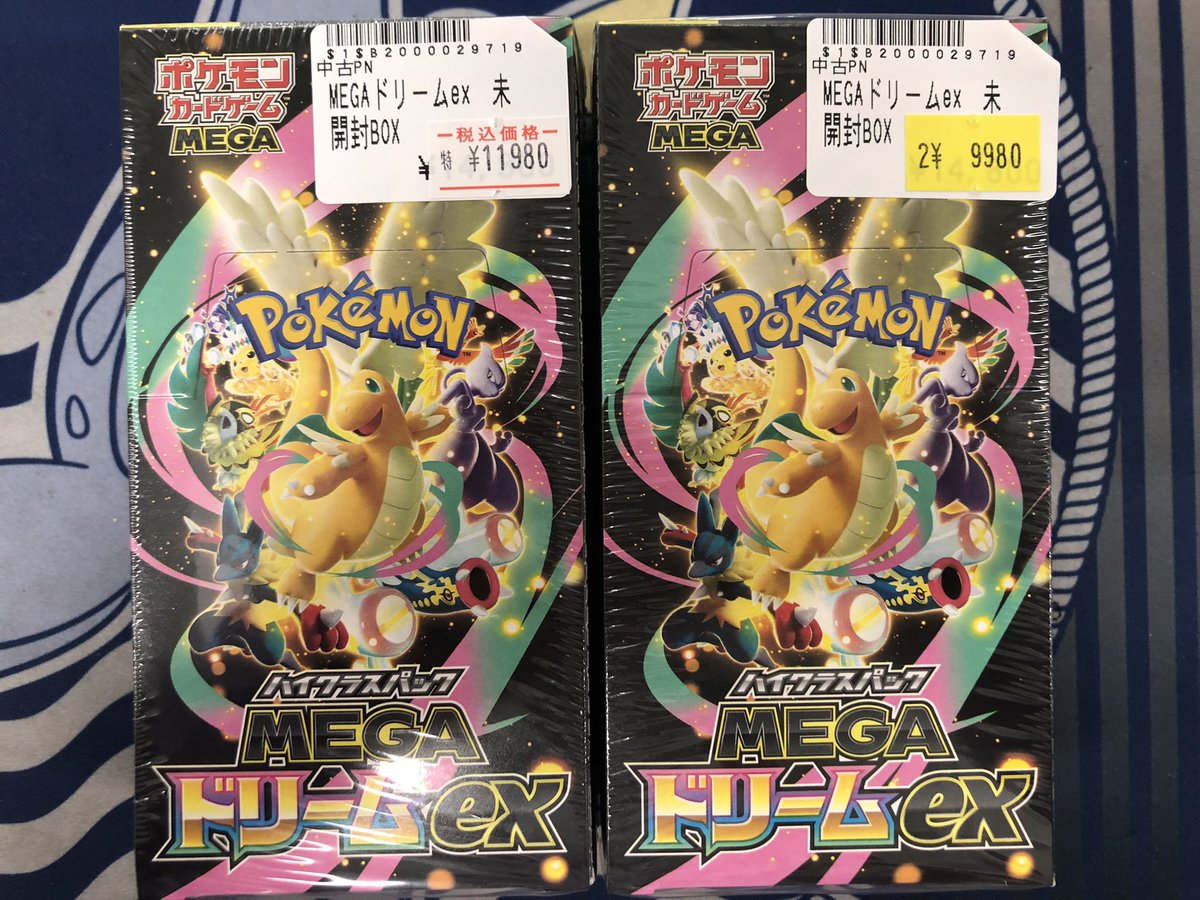 $1$B2000029719
中古PN
MEGAドリームex 未
開封BOX
税込価格
特 ¥11980
ポケモン
カードゲーム
MEGA
POKéMON
ハイクラスパック
MEGA
ドリームex
$1$B2000029719
中古PN
MEGAドリームex 未
開封BOX
2¥ 9980
ポケモン
カードゲーム
MEGA
POKéMON
ハイクラスパック
MEGA
ドリームex